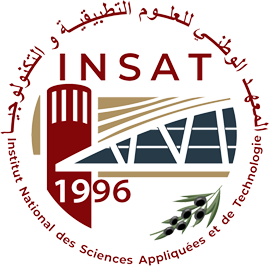 المعهد الوطني للعلوم التطبيقية و التكنولوجيا
INSAT
1996
Institut National des Sciences Appliquées et de Technologie